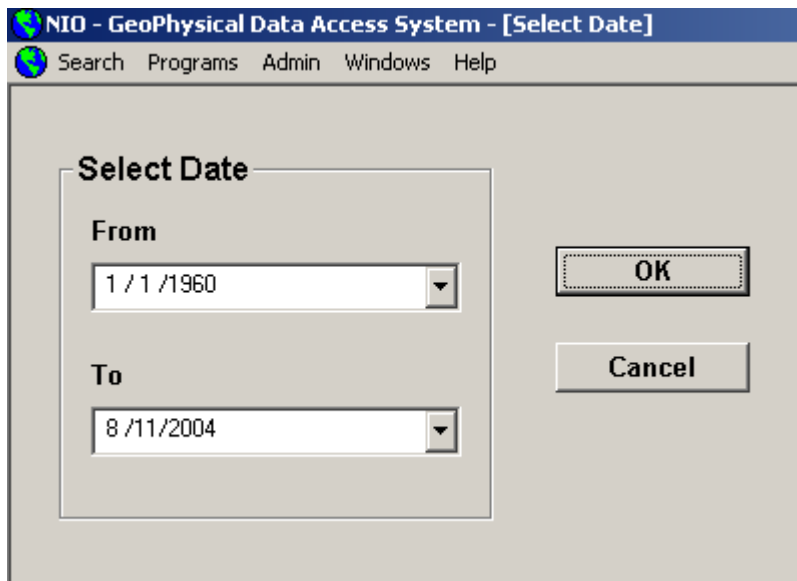 NIO - GeoPhysical Data Access System - [Select Date]
Search Programs Admin Windows Help
Select Date
From
1 / 1 /1960
OK
To
Cancel
8 /11/2004